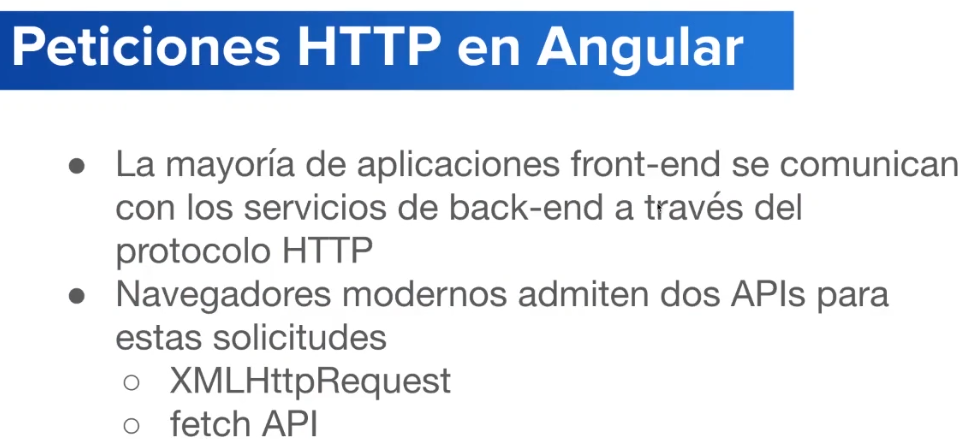 Peticiones HTTP en Angular
● La mayoría de aplicaciones front-end se comunican
con los servicios de back-end a través del
protocolo HTTP
● Navegadores modernos admiten dos APIs para
estas solicitudes
○ XMLHttpRequest
○ fetch API